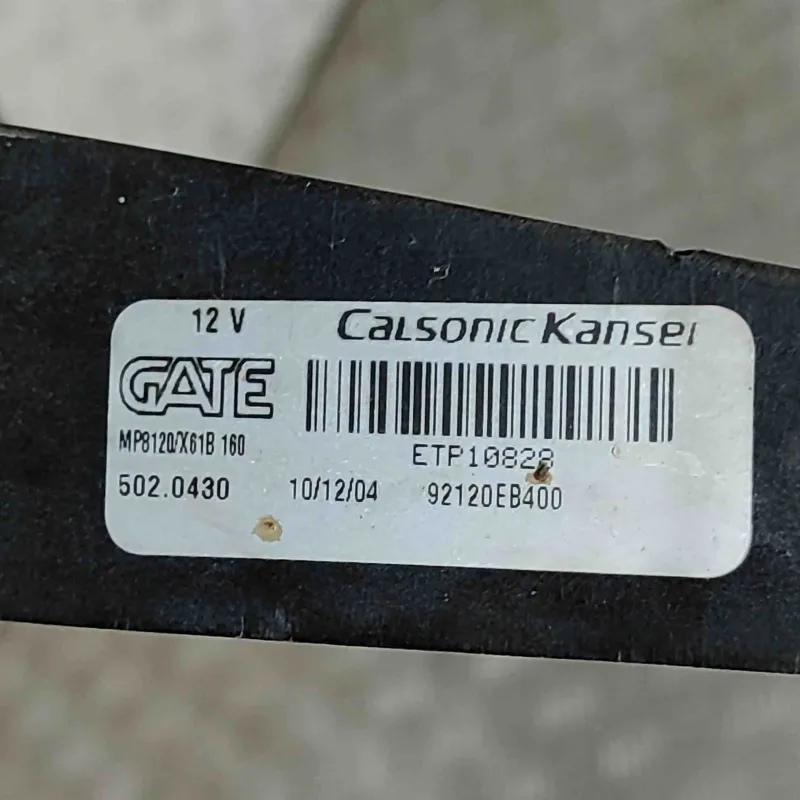 12 V CALSONIC KANSEI
GATE
MP8120/X61B 160
ETP10828
502.0430 10/12/04 92120EB400